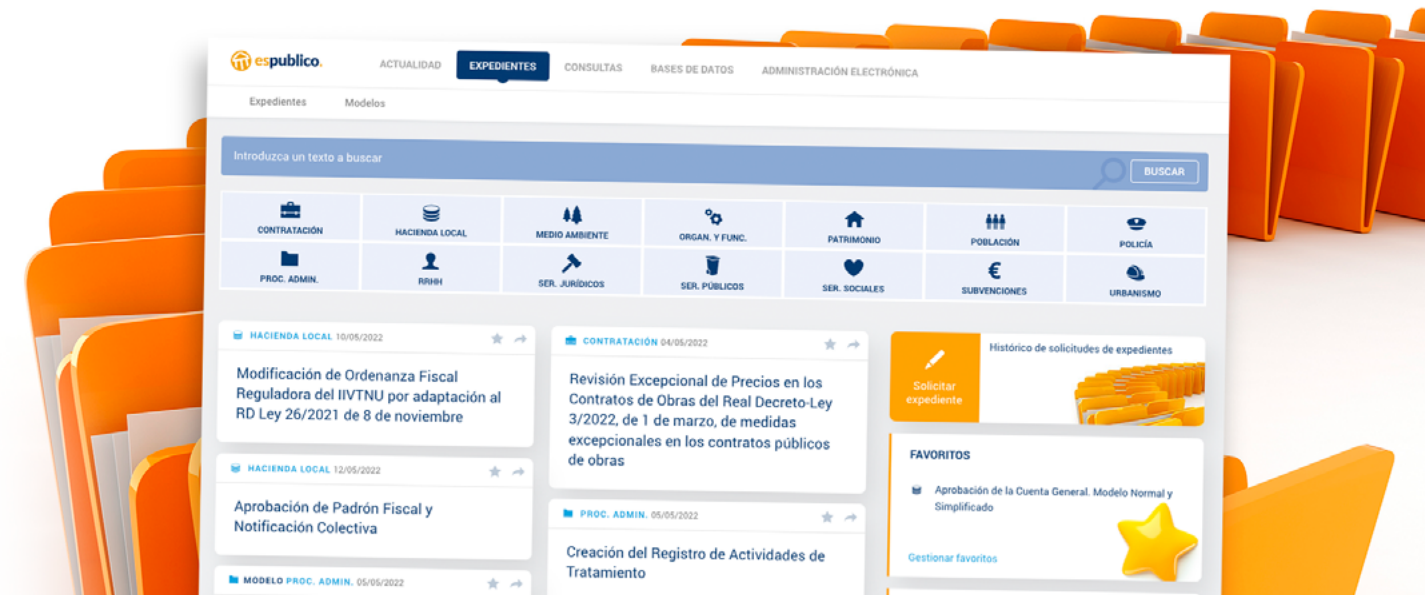 espublico.
ACTUALIDAD
EXPEDIENTES
CONSULTAS
BASES DE DATOS
ADMINISTRACIÓN ELECTRÓNICA
Expedientes
Modelos
Introduzca un texto a buscar
BUSCAR
CONTRATACIÓN
HACIENDA LOCAL
MEDIO AMBIENTE
ORGAN. Y FUNC.
PATRIMONIO
POBLACIÓN
POLICÍA
PROC. ADMIN.
RRHH
SER. JURÍDICOS
SER. PÚBLICOS
SER. SOCIALES
SUBVENCIONES
URBANISMO
HACIENDA LOCAL 10/05/2022
Modificación de Ordenanza Fiscal
Reguladora del IIVTNU por adaptación al
RD Ley 26/2021 de 8 de noviembre
HACIENDA LOCAL 12/05/2022
Aprobación de Padrón Fiscal y
Notificación Colectiva
MODELO PROC. ADMIN. 05/05/2022
CONTRATACIÓN 04/05/2022
Revisión Excepcional de Precios en los
Contratos de Obras del Real Decreto-Ley
3/2022, de 1 de marzo, de medidas
excepcionales en los contratos públicos
de obras
PROC. ADMIN. 05/05/2022
Creación del Registro de Actividades de
Tratamiento
Solicitar
expediente
Histórico de solicitudes de expedientes
FAVORITOS
Aprobación de la Cuenta General. Modelo Normal y
Simplificado
Gestionar favoritos